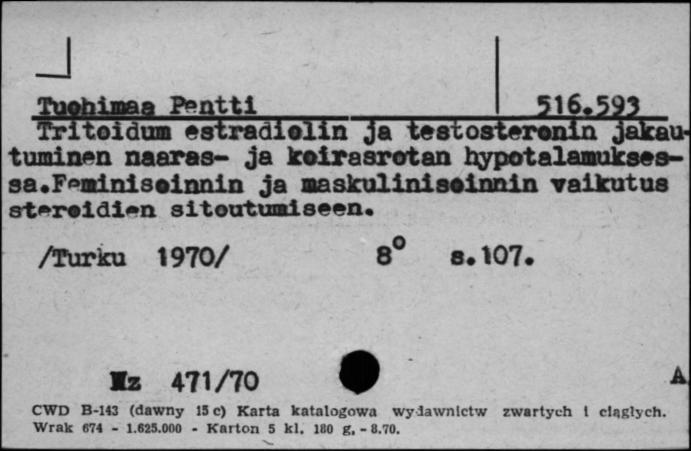 Tuohimaa Pentti 516.593
Tritoidum estradiolin ja testosteronin jakau-
tuminen naaras- ja koirasrotan hypotalamukses-
sa.Feminisoinnin ja maskulinisoinnin vaikutus
steroidien sitoutumiseen.
/Turku 1970/ 8° s.107.
Wz 471/70 A
CWD B-143 (dawny 15 c) Karta katalogowa wydawnictw zwartych i ciągłych.
Wrak 674 - 1.625.000 - Karton 5 kl. 180 g. - 8.70.